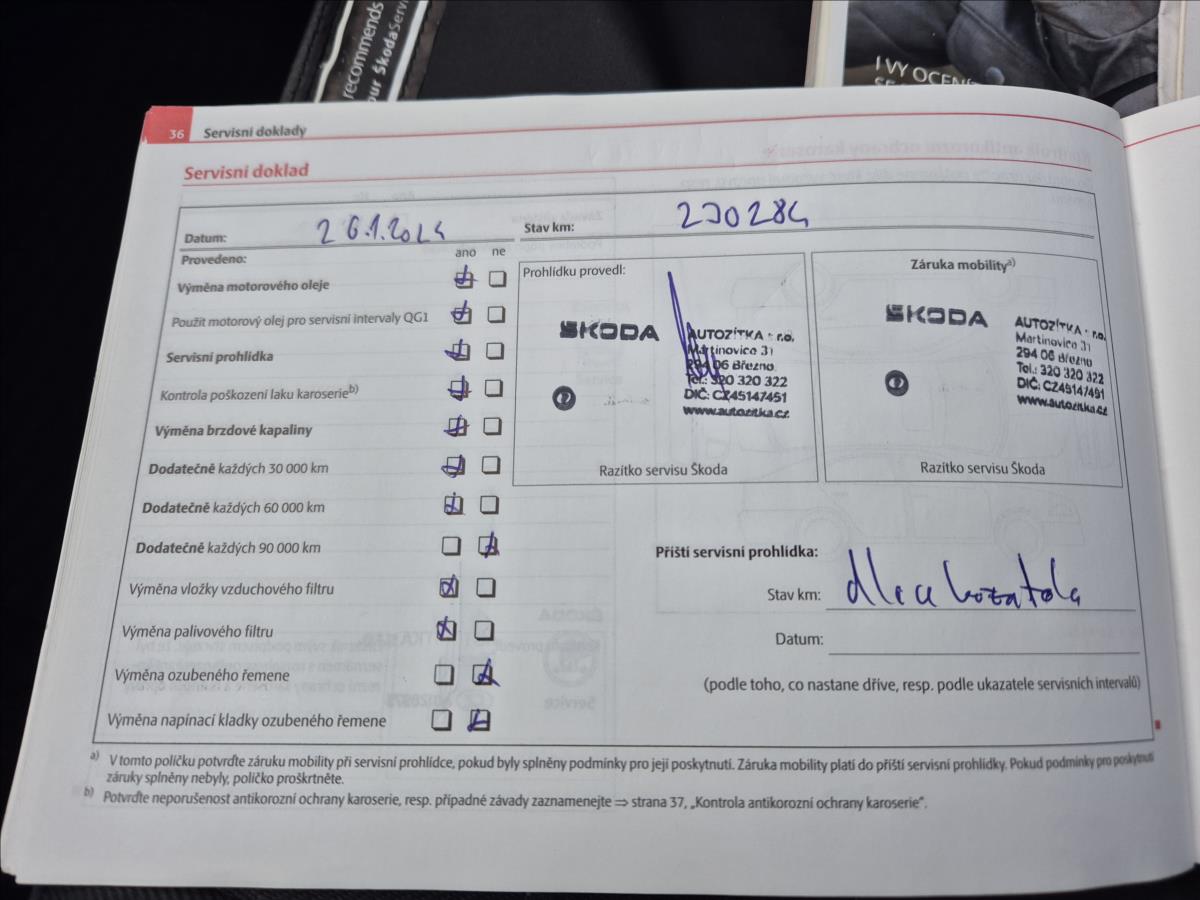 recommends
our ŠkodaServi
I VY OCENÍ
36 Servisní doklady
Servisní doklad
Datum: 26.1.2014
Stav km: 270284
Provedeno: ano ne
Výměna motorového oleje
Použit motorový olej pro servisní intervaly QG1
Servisní prohlídka
Kontrola poškození laku karoserie b)
Výměna brzdové kapaliny
Dodatečně každých 30 000 km
Dodatečně každých 60 000 km
Dodatečně každých 90 000 km
Výměna vložky vzduchového filtru
Výměna palivového filtru
Výměna ozubeného řemene
Výměna napínací kladky ozubeného řemene
Prohlídku provedl:
ŠKODA
AUTOZÍTKA s r.o.
Martinovice 31
294 06 Březno
Tel.: 320 320 322
DIČ: CZ45147451
www.autozitka.cz
Razítko servisu Škoda
Záruka mobility a)
ŠKODA
AUTOZÍTKA s r.o.
Martinovice 31
294 06 Březno
Tel.: 320 320 322
DIČ: CZ45147451
www.autozitka.cz
Razítko servisu Škoda
Příští servisní prohlídka:
Stav km: dle ukazatele
Datum:
(podle toho, co nastane dříve, resp. podle ukazatele servisních intervalů)
a) V tomto políčku potvrďte záruku mobility při servisní prohlídce, pokud byly splněny podmínky pro její poskytnutí. Záruka mobility platí do příští servisní prohlídky. Pokud podmínky pro poskytnutí
záruky splněny nebyly, políčko proškrtněte.
b) Potvrďte neporušenost antikorozní ochrany karoserie, resp. případné závady zaznamenejte ⇒ strana 37, „Kontrola antikorozní ochrany karoserie".